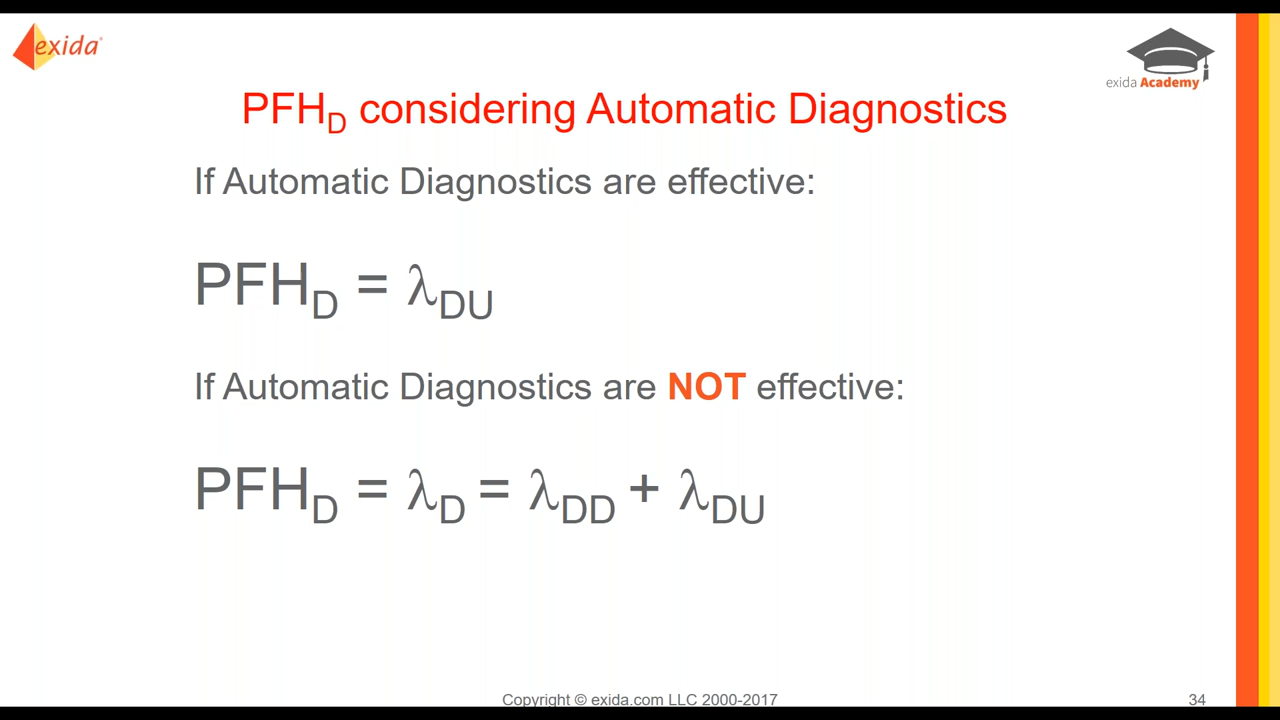 exida
exida Academy
PFHD considering Automatic Diagnostics
If Automatic Diagnostics are effective:
PFHD = λDU
If Automatic Diagnostics are NOT effective:
PFHD = λD = λDD + λDU
Copyright © exida.com LLC 2000-2017
34